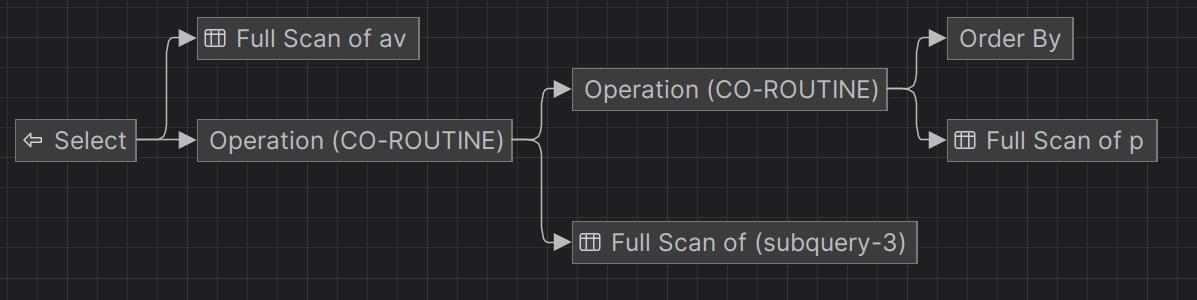 Full Scan of av
Order By
Operation (CO-ROUTINE)
Select
Operation (CO-ROUTINE)
Full Scan of p
Full Scan of (subquery-3)